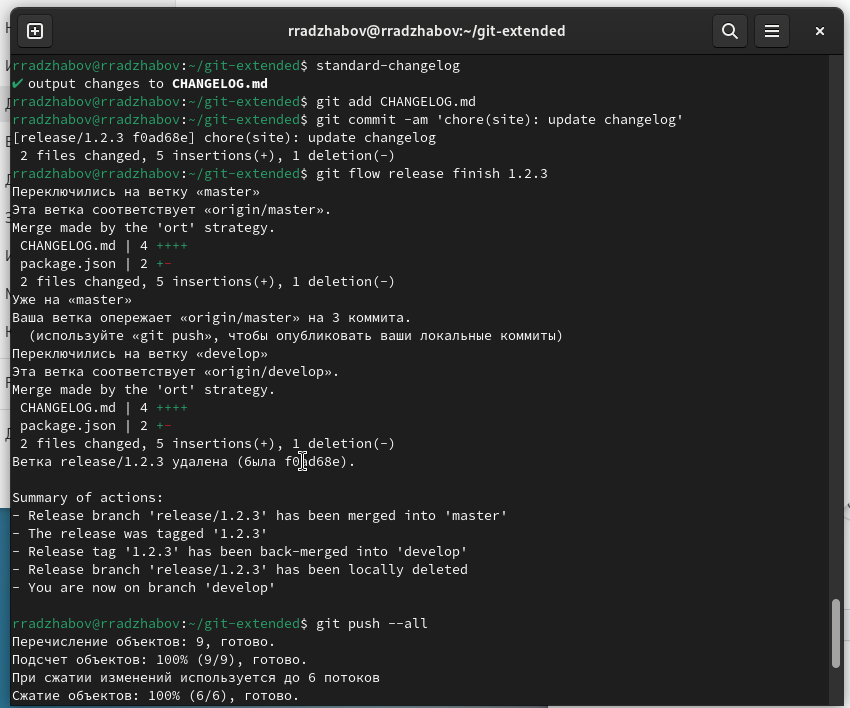 rradzhabov@rradzhabov:~/git-extended
rradzhabov@rradzhabov:~/git-extended$ standard-changelog
✔ output changes to CHANGELOG.md
rradzhabov@rradzhabov:~/git-extended$ git add CHANGELOG.md
rradzhabov@rradzhabov:~/git-extended$ git commit -am 'chore(site): update changelog'
[release/1.2.3 f0ad68e] chore(site): update changelog
 2 files changed, 5 insertions(+), 1 deletion(-)
rradzhabov@rradzhabov:~/git-extended$ git flow release finish 1.2.3
Переключились на ветку «master»
Эта ветка соответствует «origin/master».
Merge made by the 'ort' strategy.
 CHANGELOG.md | 4 ++++
 package.json | 2 +-
 2 files changed, 5 insertions(+), 1 deletion(-)
Уже на «master»
Ваша ветка опережает «origin/master» на 3 коммита.
  (используйте «git push», чтобы опубликовать ваши локальные коммиты)
Переключились на ветку «develop»
Эта ветка соответствует «origin/develop».
Merge made by the 'ort' strategy.
 CHANGELOG.md | 4 ++++
 package.json | 2 +-
 2 files changed, 5 insertions(+), 1 deletion(-)
Ветка release/1.2.3 удалена (была f0ad68e).
Summary of actions:
- Release branch 'release/1.2.3' has been merged into 'master'
- The release was tagged '1.2.3'
- Release tag '1.2.3' has been back-merged into 'develop'
- Release branch 'release/1.2.3' has been locally deleted
- You are now on branch 'develop'
rradzhabov@rradzhabov:~/git-extended$ git push --all
Перечисление объектов: 9, готово.
Подсчет объектов: 100% (9/9), готово.
При сжатии изменений используется до 6 потоков
Сжатие объектов: 100% (6/6), готово.